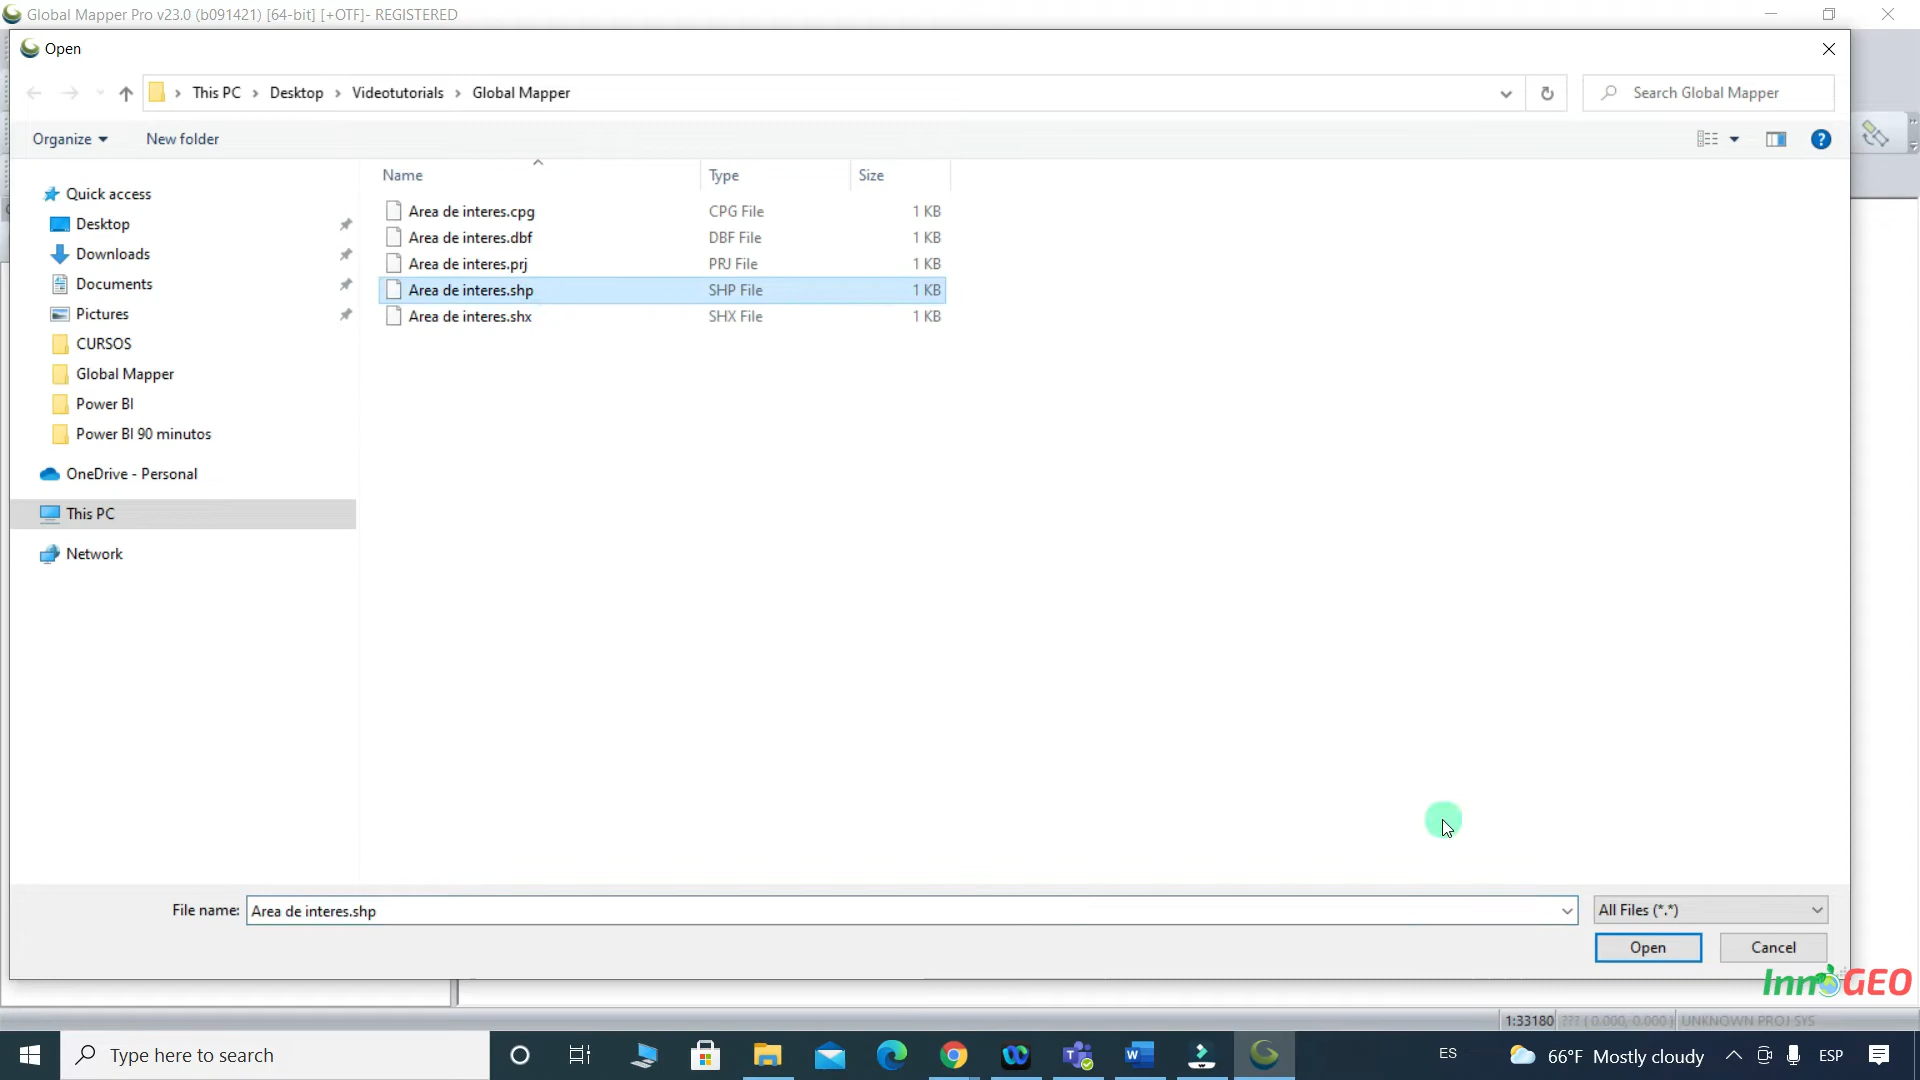 Global Mapper Pro v23.0 (b091421) [64-bit] [+OTF]- REGISTERED
Open
This PC > Desktop > Videotutorials > Global Mapper
Search Global Mapper
Organize
New folder
Name Type Size
Quick access
Desktop
Downloads
Documents
Pictures
CURSOS
Global Mapper
Power BI
Power BI 90 minutos
OneDrive - Personal
This PC
Network
Area de interes.cpg CPG File 1 KB
Area de interes.dbf DBF File 1 KB
Area de interes.prj PRJ File 1 KB
Area de interes.shp SHP File 1 KB
Area de interes.shx SHX File 1 KB
File name: Area de interes.shp
All Files (*.*)
Open Cancel
InnoGEO
1:33180 ??? ( 0.000, 0.000 ) UNKNOWN PROJ SYS
Type here to search
ES
66°F Mostly cloudy
ESP